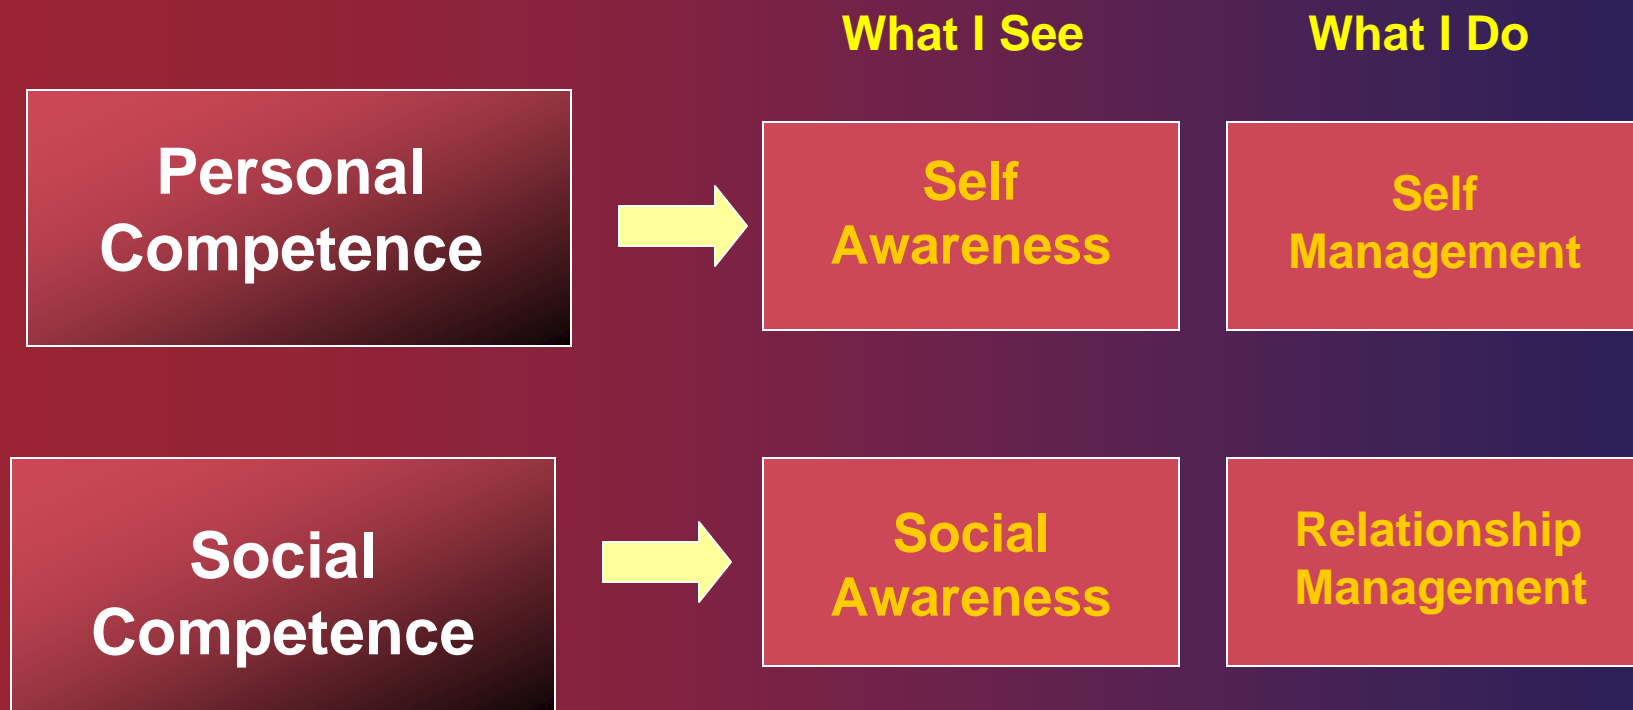 What I See
What I Do
Personal
Competence
Self
Awareness
Self
Management
Social
Competence
Social
Awareness
Relationship
Management